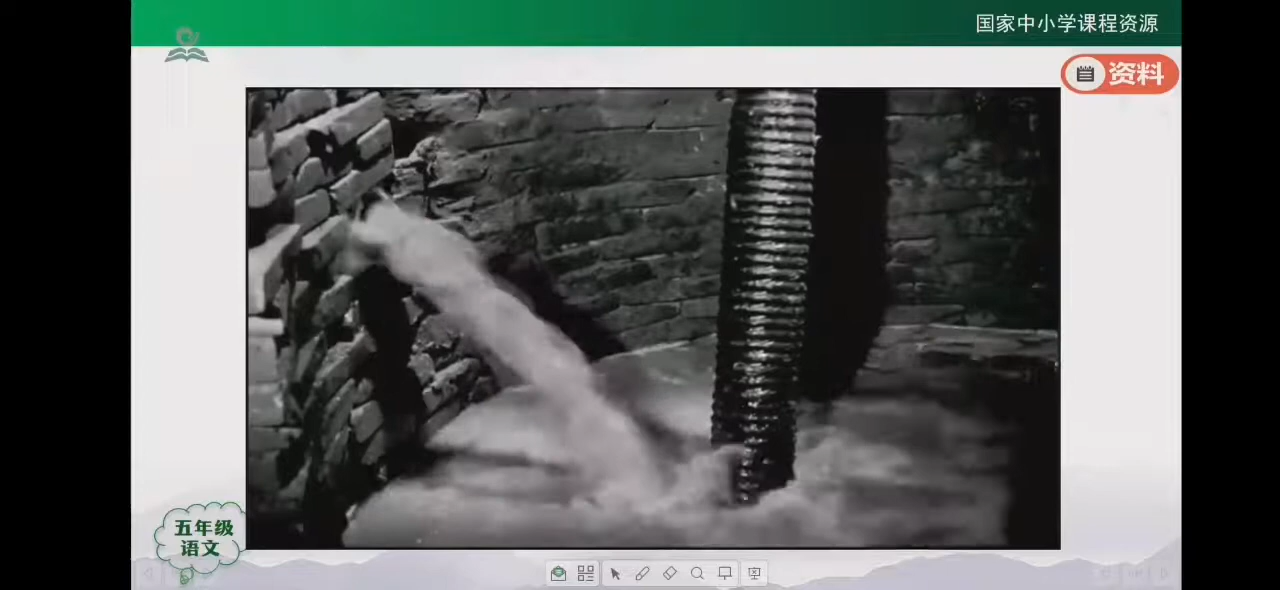 国家中小学课程资源
资料
五年级
语文